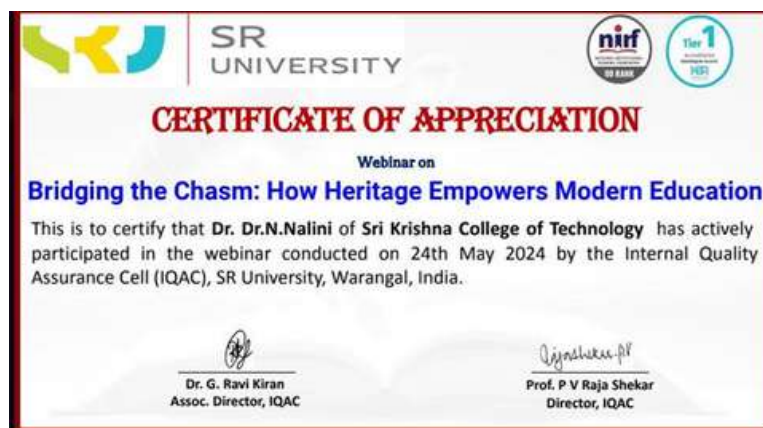 SR
UNIVERSITY
nirf
Tier 1
CERTIFICATE OF APPRECIATION
Webinar on
Bridging the Chasm: How Heritage Empowers Modern Education
This is to certify that Dr. Dr.N.Nalini of Sri Krishna College of Technology has actively
participated in the webinar conducted on 24th May 2024 by the Internal Quality
Assurance Cell (IQAC), SR University, Warangal, India.
Dr. G. Ravi Kiran
Assoc. Director, IQAC
Prof. P V Raja Shekar
Director, IQAC